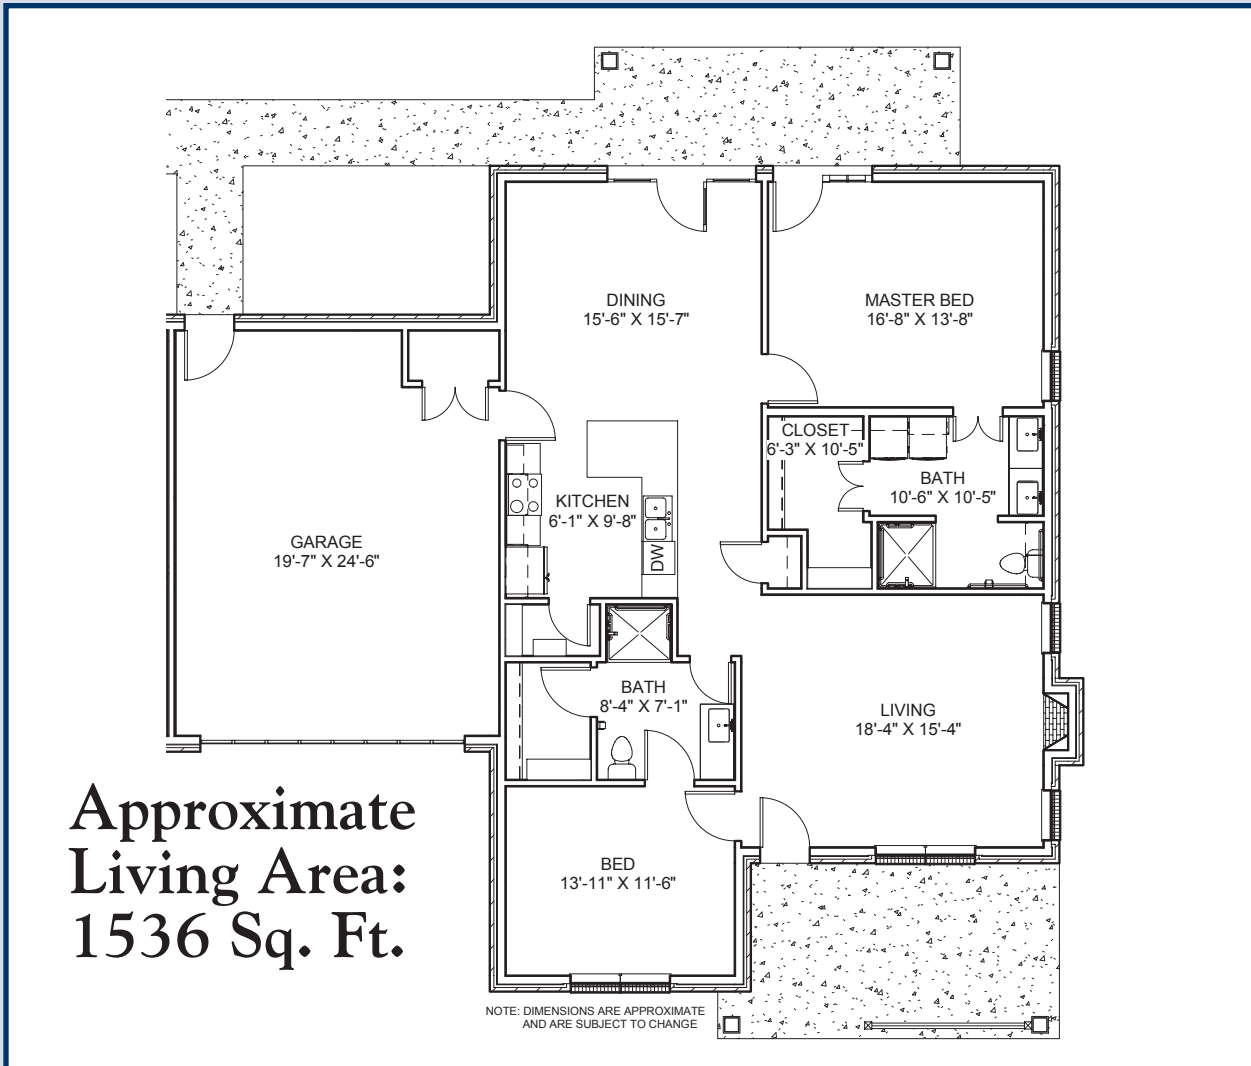 DINING
15'-6" X 15'-7"
MASTER BED
16'-8" X 13'-8"
CLOSET
6'-3" X 10'-5"
BATH
10'-6" X 10'-5"
KITCHEN
6'-1" X 9'-8"
DW
GARAGE
19'-7" X 24'-6"
BATH
8'-4" X 7'-1"
LIVING
18'-4" X 15'-4"
BED
13'-11" X 11'-6"
Approximate
Living Area:
1536 Sq. Ft.
NOTE: DIMENSIONS ARE APPROXIMATE
AND ARE SUBJECT TO CHANGE